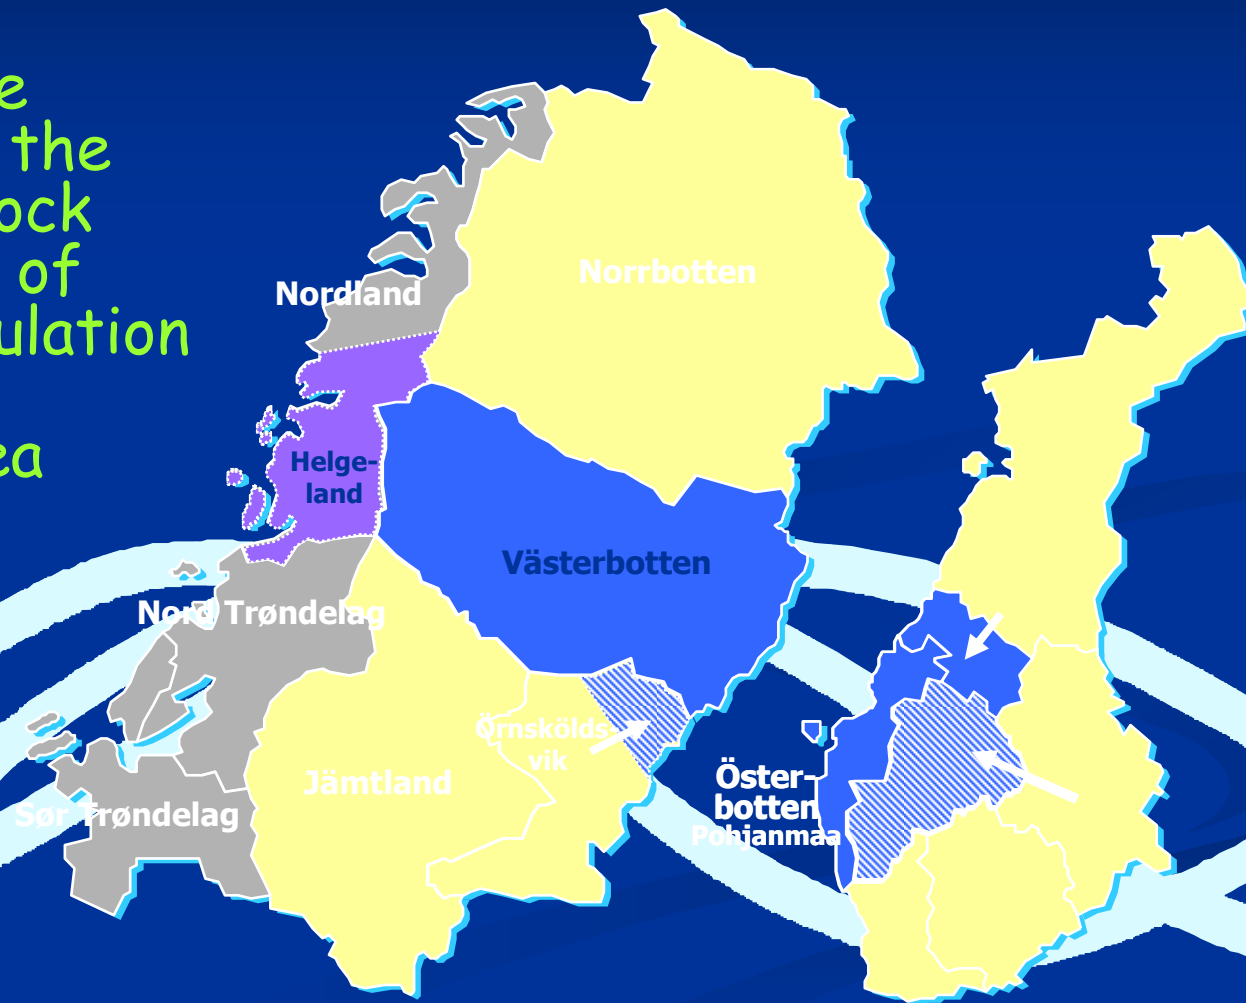 e
the
ock
of
ulation
ea
Norrbotten
Nordland
Helge-
land
Västerbotten
Nord Trøndelag
Örnskölds-
vik
Jämtland
Sør Trøndelag
Öster-
botten
Pohjanmaa